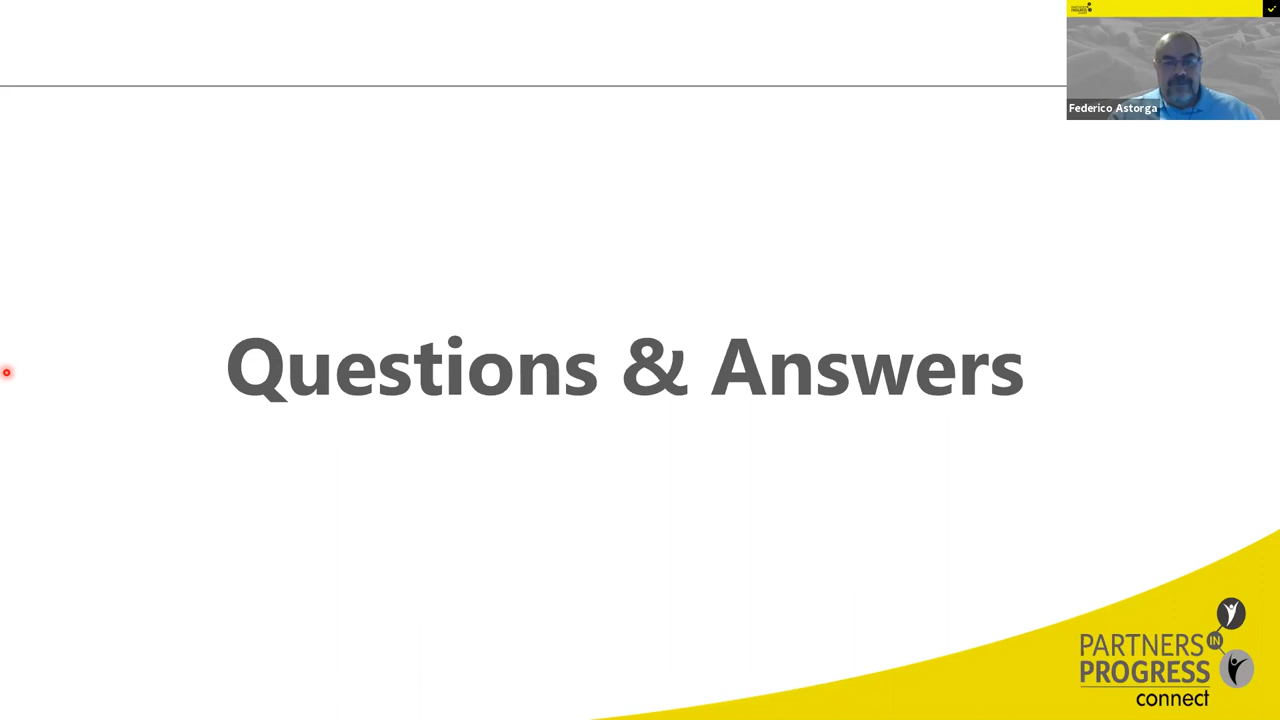 Federico Astorga
Questions & Answers
PARTNERS IN
PROGRESS
connect